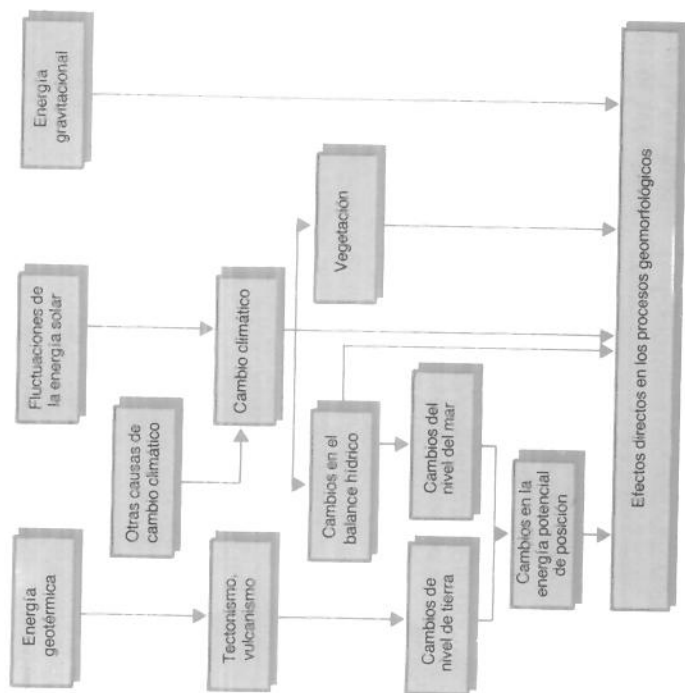 Energía
geotérmica
Fluctuaciones de
la energía solar
Energía
gravitacional
Otras causas de
cambio climático
Tectonismo,
vulcanismo
Cambio climático
Vegetación
Cambios en el
balance hídrico
Cambios de
nivel de tierra
Cambios del
nivel del mar
Cambios en la
energía potencial
de posición
Efectos directos en los procesos geomorfológicos